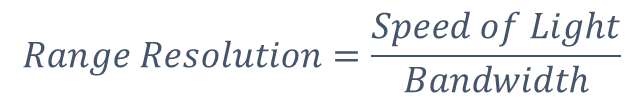 Range Resolution = Speed of Light / Bandwidth